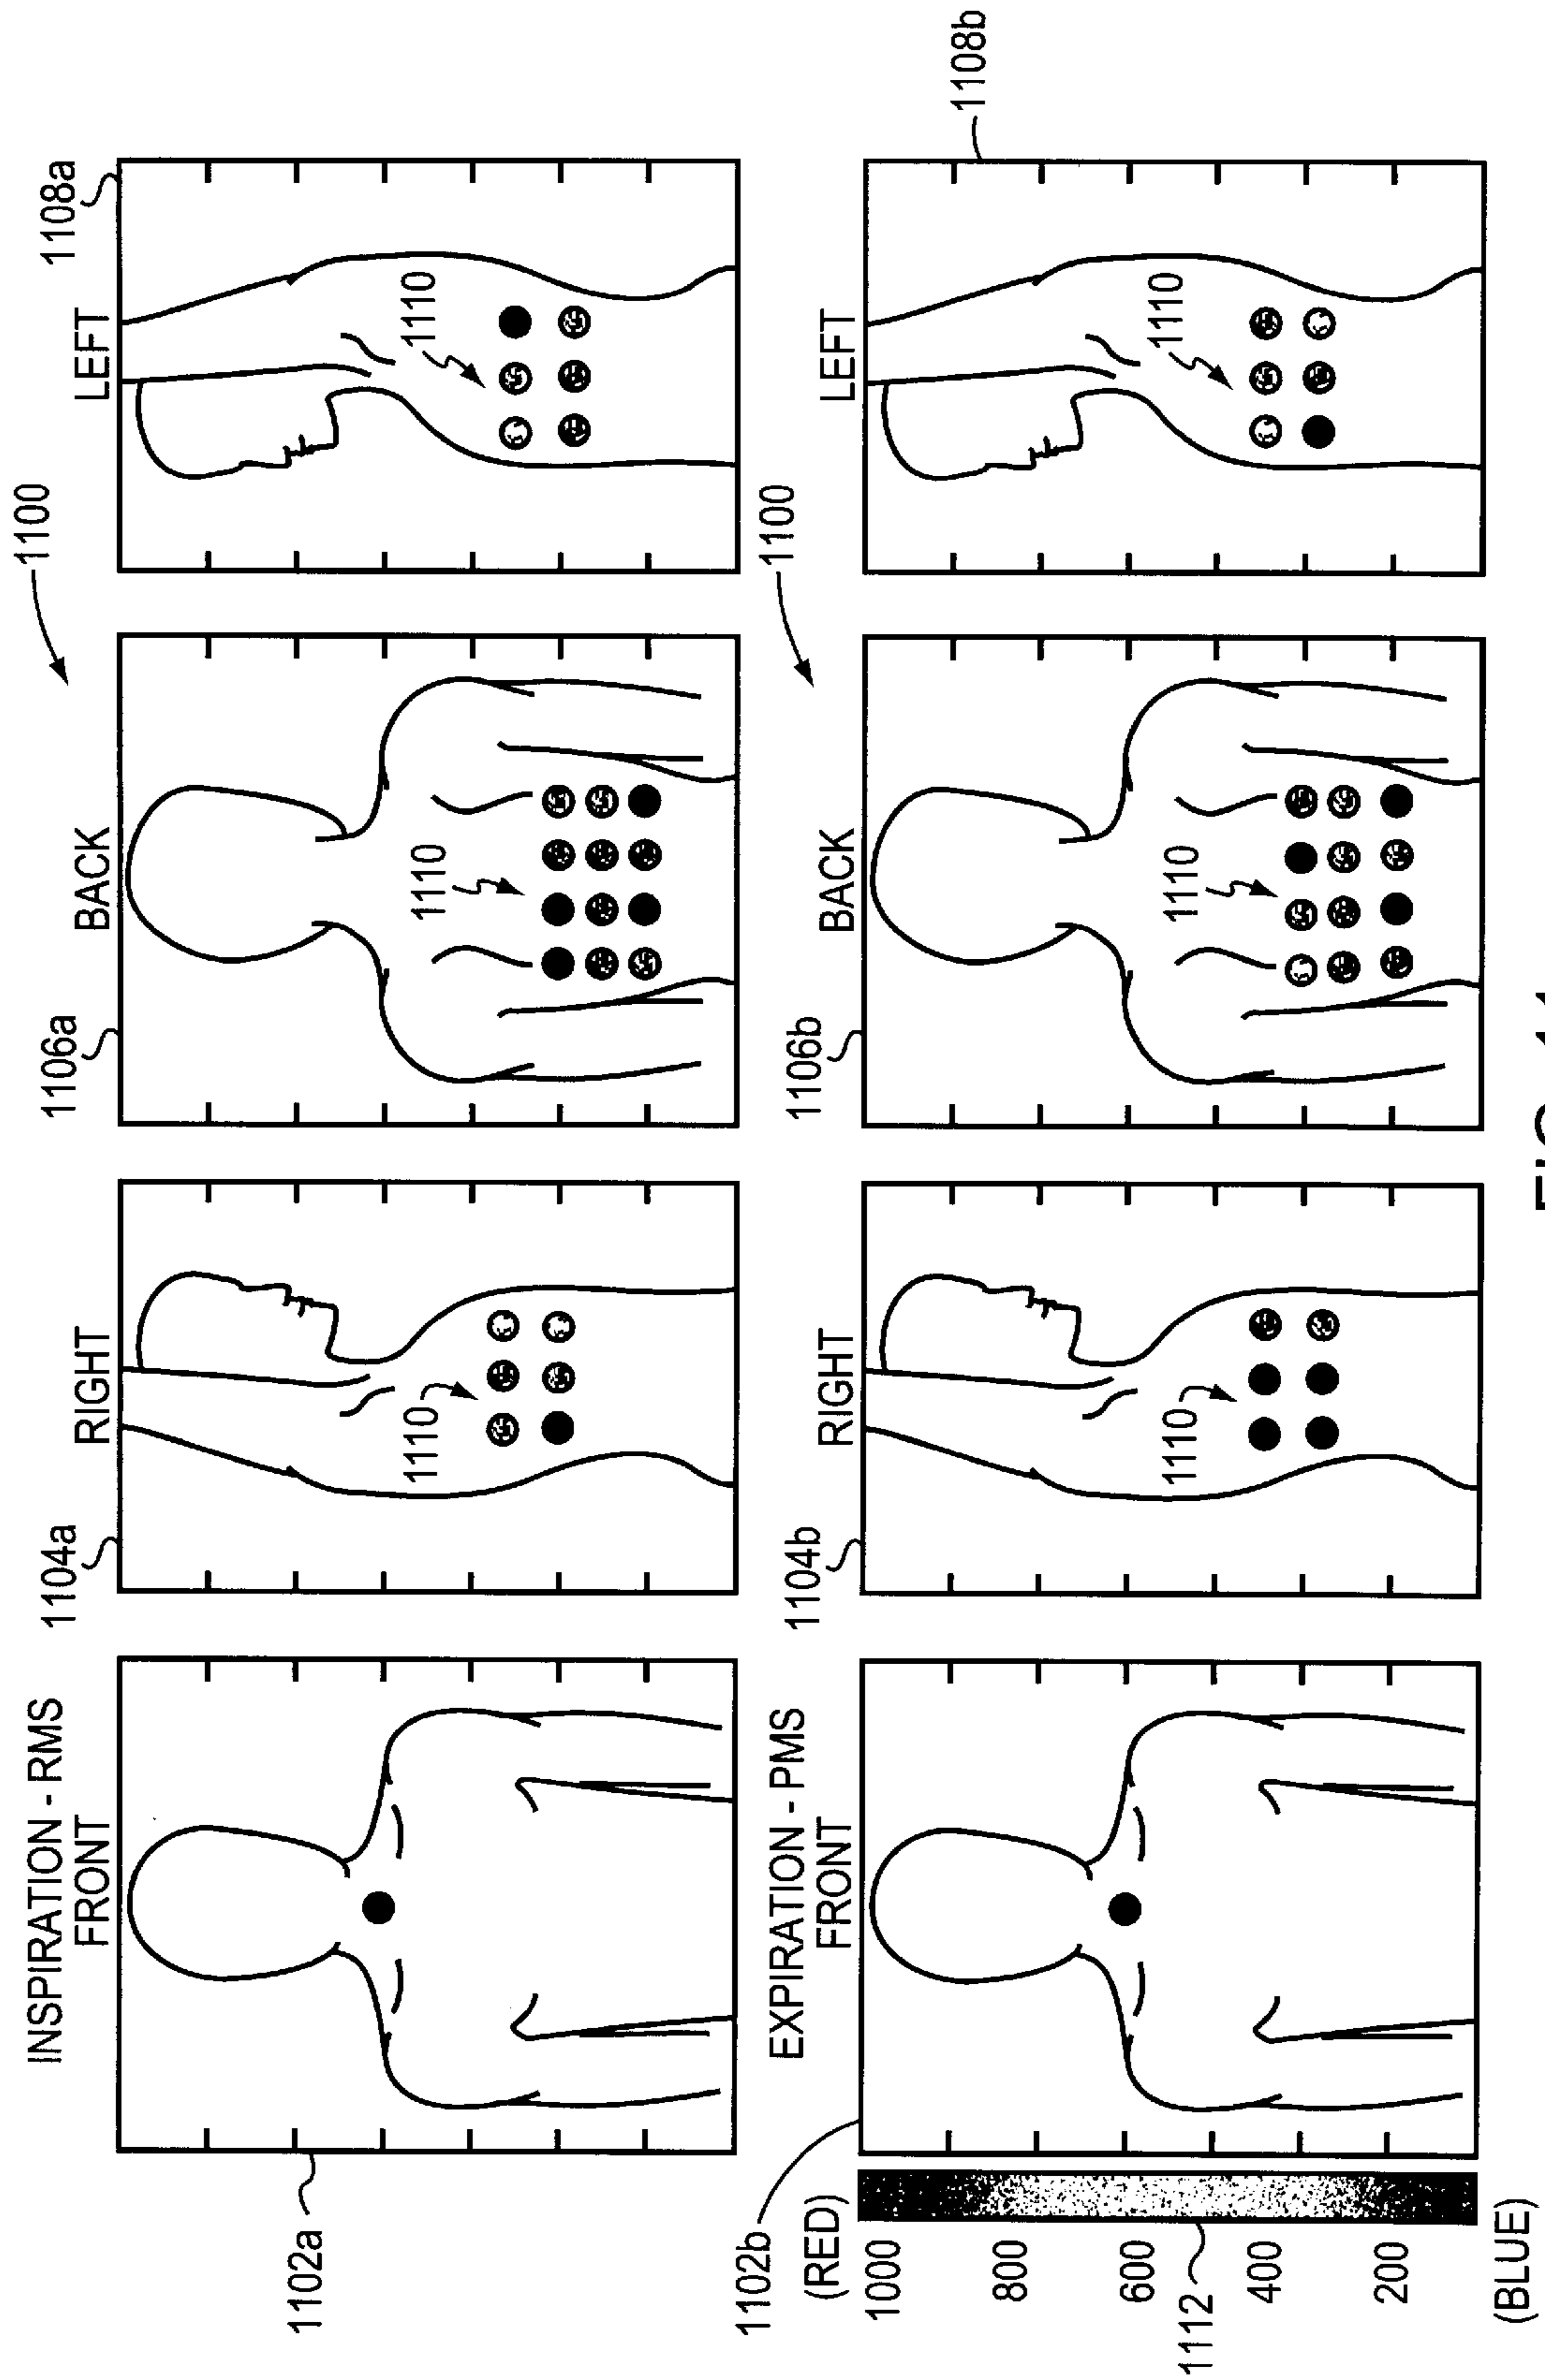 INSPIRATION - RMS
FRONT
RIGHT
BACK
LEFT
1100
1102a
1104a
1106a
1108a
1110
1110
1110
EXPIRATION - PMS
FRONT
RIGHT
BACK
LEFT
1100
1102b
1104b
1106b
1108b
1110
1110
1110
(RED)
1000
800
600
1112
400
200
(BLUE)